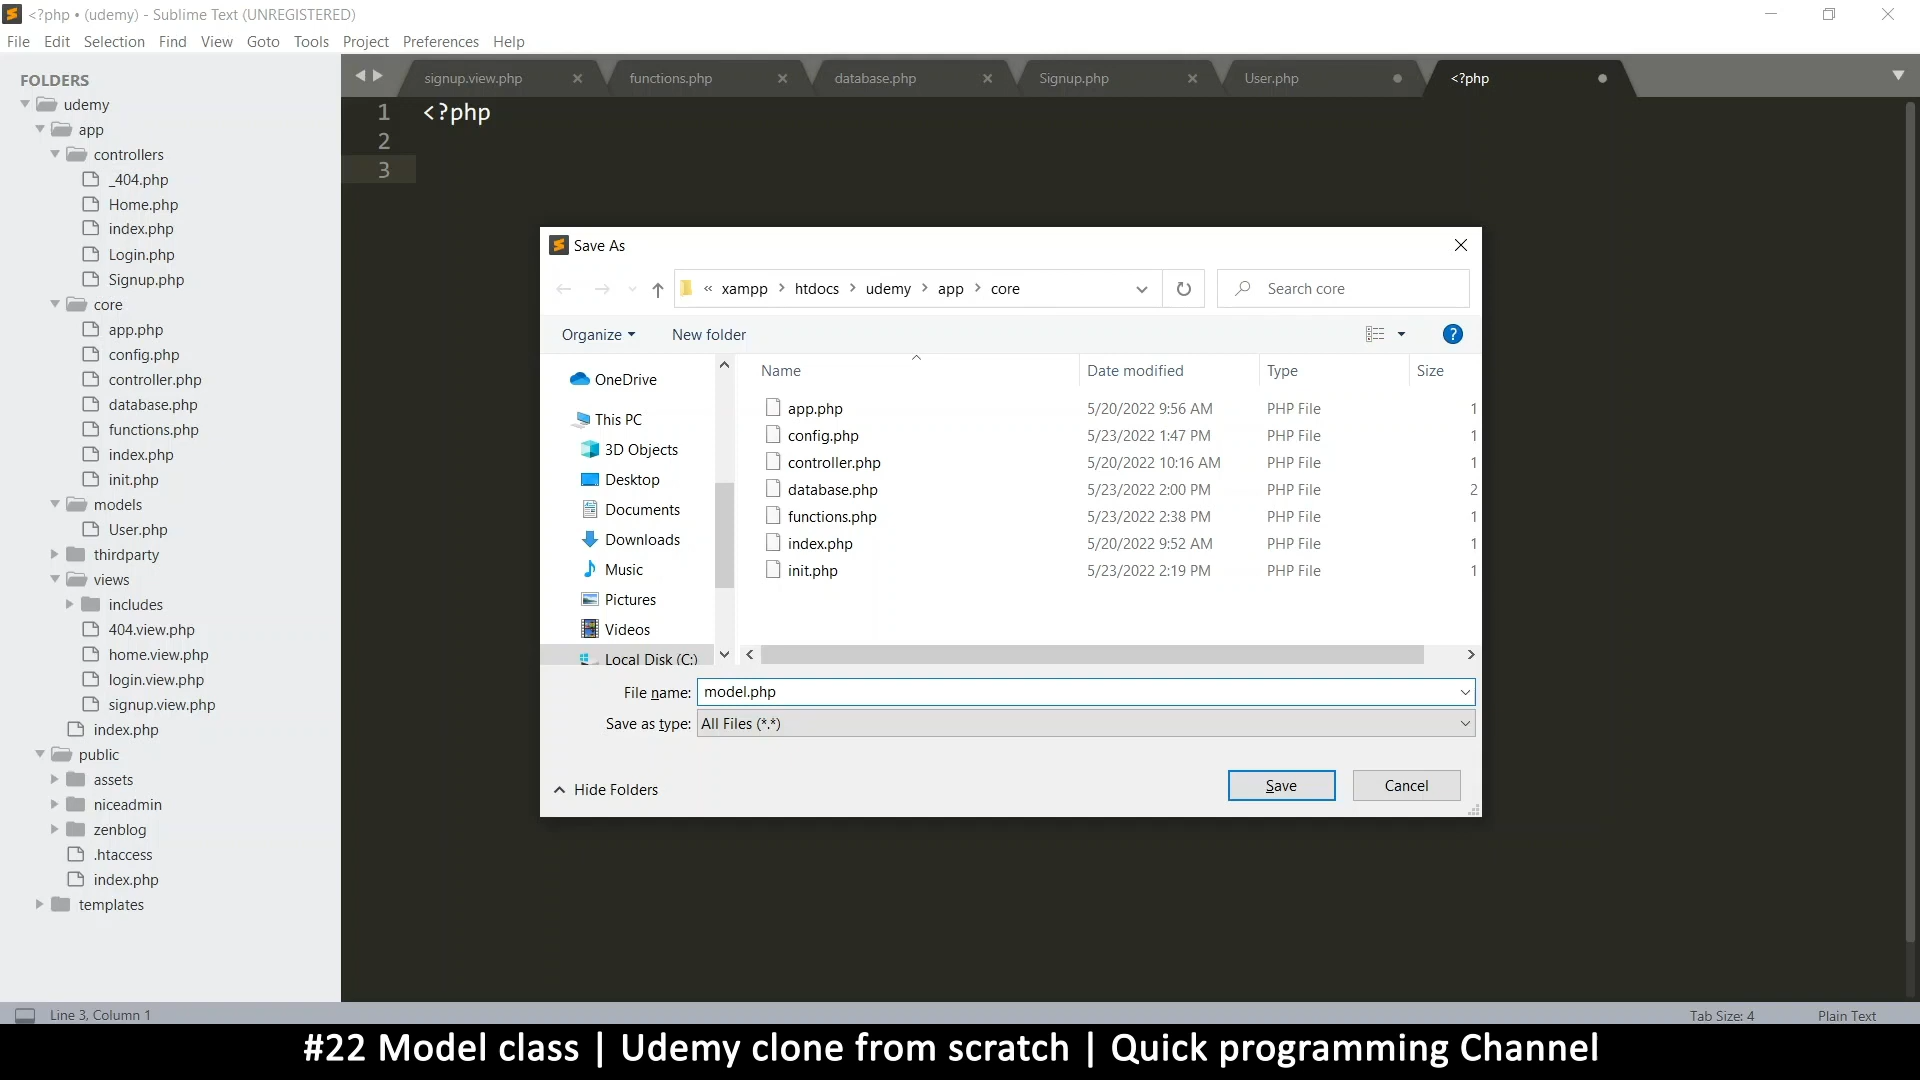 <?php • (udemy) - Sublime Text (UNREGISTERED)
File Edit Selection Find View Goto Tools Project Preferences Help
FOLDERS
udemy
app
controllers
_404.php
Home.php
index.php
Login.php
Signup.php
core
app.php
config.php
controller.php
database.php
functions.php
index.php
init.php
models
User.php
thirdparty
views
includes
404.view.php
home.view.php
login.view.php
signup.view.php
index.php
public
assets
niceadmin
zenblog
.htaccess
index.php
templates
signup.view.php functions.php database.php Signup.php User.php <?php
1 <?php
2
3
Save As
« xampp > htdocs > udemy > app > core
Search core
Organize New folder
OneDrive
This PC
3D Objects
Desktop
Documents
Downloads
Music
Pictures
Videos
Local Disk (C:)
Name Date modified Type Size
app.php 5/20/2022 9:56 AM PHP File 1
config.php 5/23/2022 1:47 PM PHP File 1
controller.php 5/20/2022 10:16 AM PHP File 1
database.php 5/23/2022 2:00 PM PHP File 2
functions.php 5/23/2022 2:38 PM PHP File 1
index.php 5/20/2022 9:52 AM PHP File 1
init.php 5/23/2022 2:19 PM PHP File 1
File name: model.php
Save as type: All Files (*.*)
Hide Folders
Save Cancel
Line 3, Column 1
Tab Size: 4 Plain Text
#22 Model class | Udemy clone from scratch | Quick programming Channel